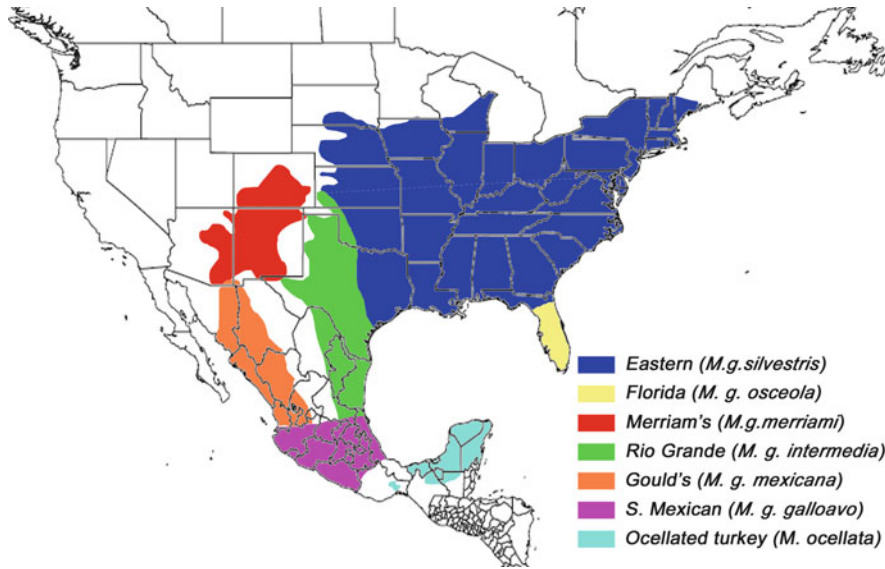 Eastern (M.g.silvestris)
Florida (M. g. osceola)
Merriam's (M.g.merriami)
Rio Grande (M. g. intermedia)
Gould's (M. g. mexicana)
S. Mexican (M. g. galloavo)
Ocellated turkey (M. ocellata)